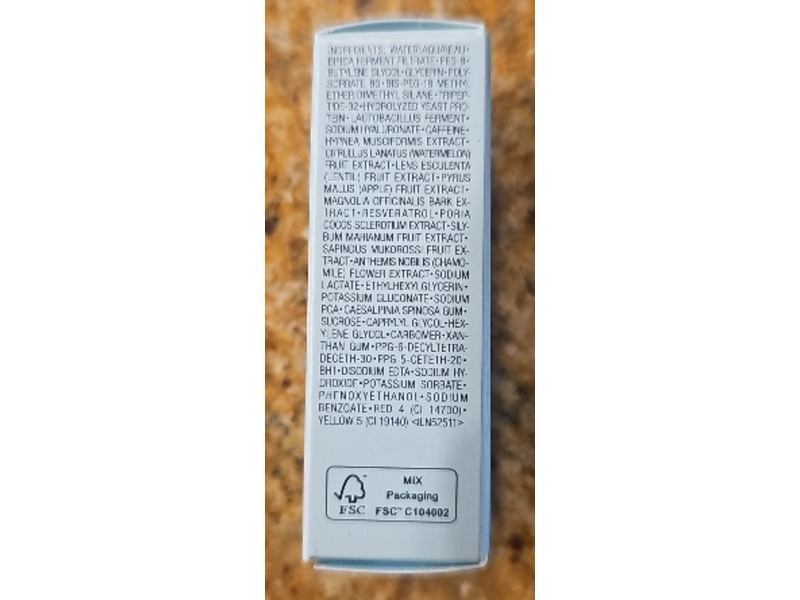 INGREDIENTS: WATER\AQUA\EAU•
BIFIDA FERMENT FILTRATE•PEG-8•
BUTYLENE GLYCOL•GLYCERIN•POLY-
SORBATE 80•BIS-PEG-18 METHYL
ETHER DIMETHYL SILANE•TRIPEP-
TIDE-32•HYDROLYZED YEAST PRO-
TEIN•LACTOBACILLUS FERMENT•
SODIUM HYALURONATE•CAFFEINE•
HYPNEA MUSCIFORMIS EXTRACT•
CITRULLUS LANATUS (WATERMELON)
FRUIT EXTRACT•LENS ESCULENTA
(LENTIL) FRUIT EXTRACT•PYRUS
MALUS (APPLE) FRUIT EXTRACT•
MAGNOLIA OFFICINALIS BARK EX-
TRACT•RESVERATROL•PORIA
COCOS SCLEROTIUM EXTRACT•SILY-
BUM MARIANUM FRUIT EXTRACT•
SAPINDUS MUKOROSSI FRUIT EX-
TRACT•ANTHEMIS NOBILIS (CHAMO-
MILE) FLOWER EXTRACT•SODIUM
LACTATE•ETHYLHEXYLGLYCERIN•
POTASSIUM GLUCONATE•SODIUM
PCA•CAESALPINIA SPINOSA GUM•
SUCROSE•CAPRYLYL GLYCOL•HEX-
YLENE GLYCOL•CARBOMER•XAN-
THAN GUM•PPG-6-DECYLTETRA-
DECETH-30•PPG-5-CETETH-20•
BHT•DISODIUM EDTA•SODIUM HY-
DROXIDE•POTASSIUM SORBATE•
PHENOXYETHANOL•SODIUM
BENZOATE•RED 4 (CI 14700)•
YELLOW 5 (CI 19140) <ILN52511>
MIX
Packaging
FSC FSC™ C104002